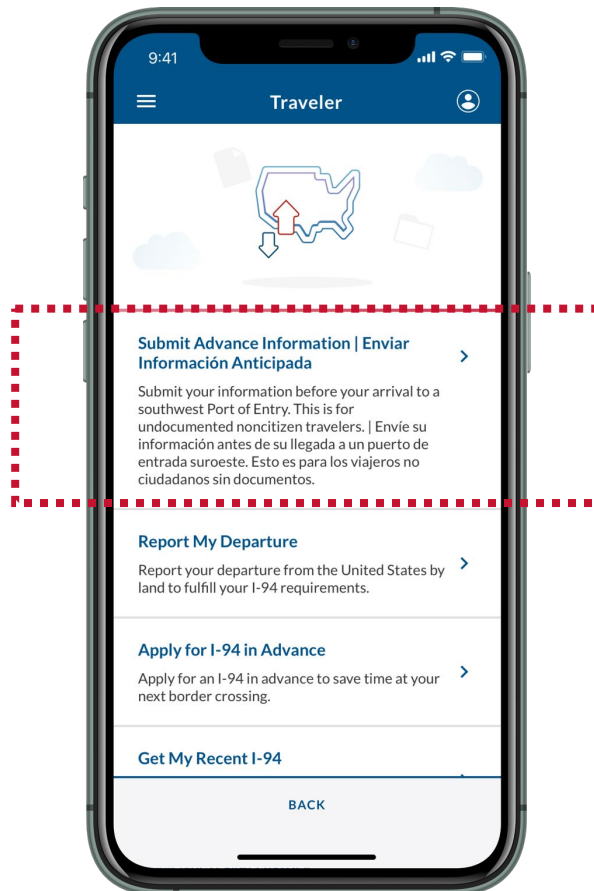 9:41
Traveler
Submit Advance Information | Enviar
Información Anticipada
Submit your information before your arrival to a
southwest Port of Entry. This is for
undocumented noncitizen travelers. | Envíe su
información antes de su llegada a un puerto de
entrada suroeste. Esto es para los viajeros no
ciudadanos sin documentos.
Report My Departure
Report your departure from the United States by
land to fulfill your I-94 requirements.
Apply for I-94 in Advance
Apply for an I-94 in advance to save time at your
next border crossing.
Get My Recent I-94
BACK